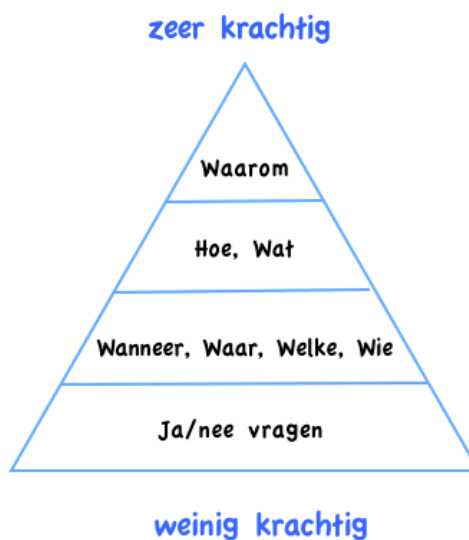 zeer krachtig
Waarom
Hoe, Wat
Wanneer, Waar, Welke, Wie
Ja/nee vragen
weinig krachtig